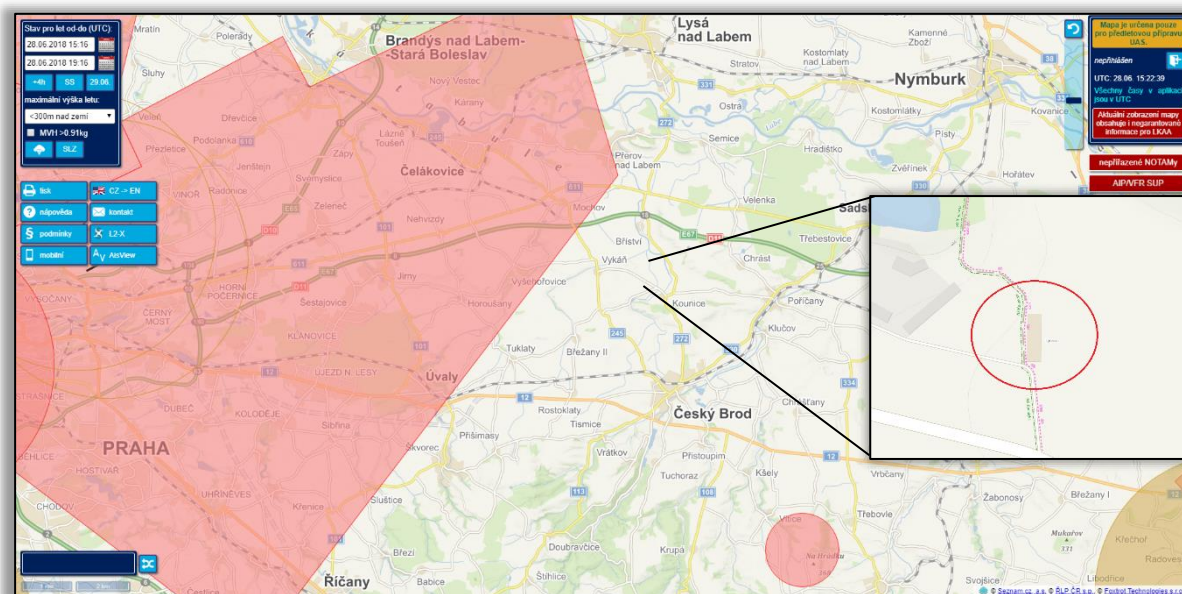 Stav pro let od-do (UTC):
28.06.2018 15:16
28.06.2018 19:16
+4h
SS
29.06.
maximální výška letu:
<300m nad zemí
MVH >0.91kg
SLZ
tisk
CZ -> EN
nápověda
kontakt
podmínky
L2-X
mobilní
AisView
Mapa je určena pouze
pro předletovou přípravu
UAS.
nepřihlášen
UTC: 28.06. 15:22:39
Všechny časy v aplikaci
jsou v UTC
Aktuální zobrazení mapy
obsahuje i negarantované
informace pro LKAA
nepřiřazené NOTAMy
AIP/VFR SUP
Mratín
Polerady
Brandýs nad Labem-
-Stará Boleslav
Lysá
nad Labem
Kamenné
Zboží
Stratov
Kostomlaty
nad Labem
Nymburk
Sluhy
Nový Vestec
Káraný
Ostrá
Kostomlátky
Kovanice
Veleň
Dřevčice
Podolanka
Přezletice
Jenštejn
Zápy
Lázně
Toušeň
Semice
Písty
Hradištko
Přerov
nad Labem
Svémyslice
Čelákovice
Zvěřínek
Hořátev
VINOŘ
Radonice
Zeleneč
Mochov
Velenka
Nehvizdy
Sadsk
Bříství
Třebestovice
Vykáň
Chrást
Jirny
Vyšehořovice
HORNÍ
POČERNICE
Šestajovice
Horoušany
Kounice
Poříčany
VYSOČANY
ČERNÝ
MOST
KLÁNOVICE
Klučov
Tuklaty
Břežany II
ÚJEZD N. LESY
Úvaly
STRAŠNICE
DUBEČ
KOLODĚJE
Rostoklaty
Tismice
Český Brod
Chrášťany
Sibřina
PRAHA
Škvorec
Přišimasy
Vrátkov
Přistoupim
HOSTIVAŘ
Tuchoraz
Kšely
Vrbčany
UHŘÍNĚVES
Sluštice
Žabonosy
Břežany I
CHODOV
Křenice
Třebovle
Vitice
Mukařov
331
Křečhoř
Doubravčice
Na Hrádku
Radoves
Březí
Krupá
Říčany
Babice
Štíhlice
Svojšice
Libodřice
© Seznam.cz, a.s, © ŘLP ČR s.p., © Foxtrot Technologies s.r.o.